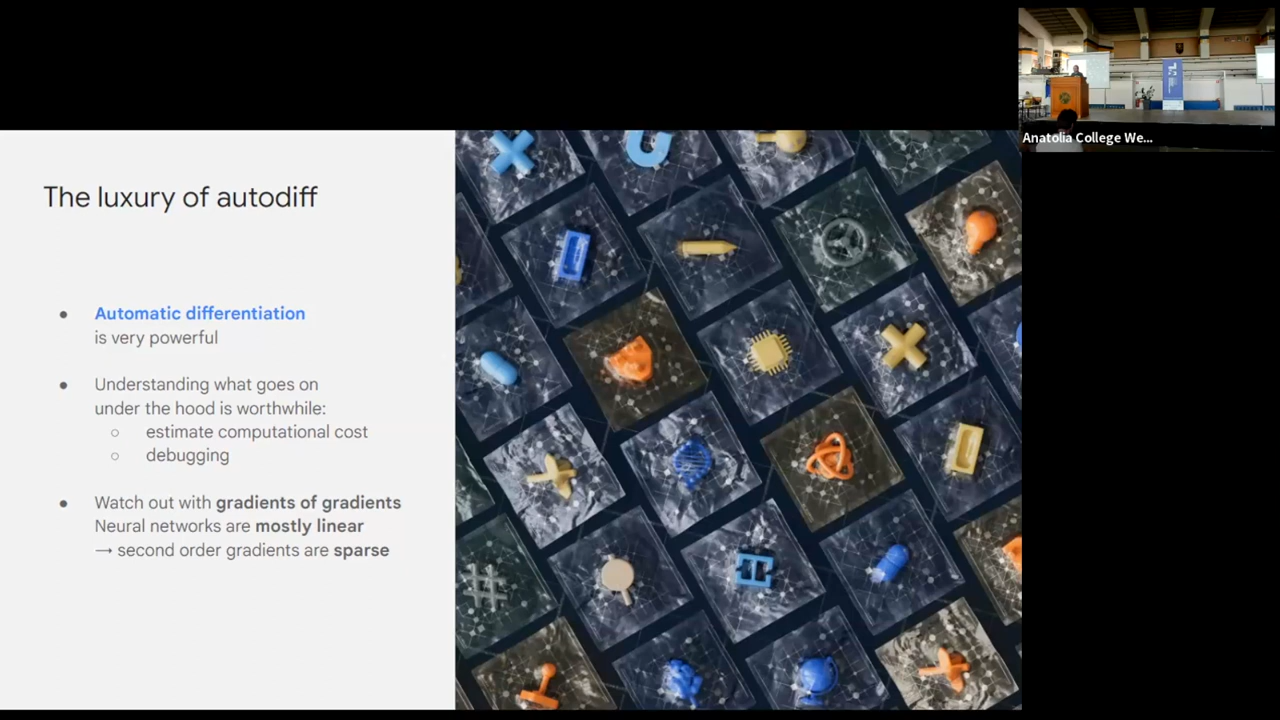 Anatolia College We...
The luxury of autodiff
● Automatic differentiation
is very powerful
● Understanding what goes on
under the hood is worthwhile:
○ estimate computational cost
○ debugging
● Watch out with gradients of gradients
Neural networks are mostly linear
→ second order gradients are sparse